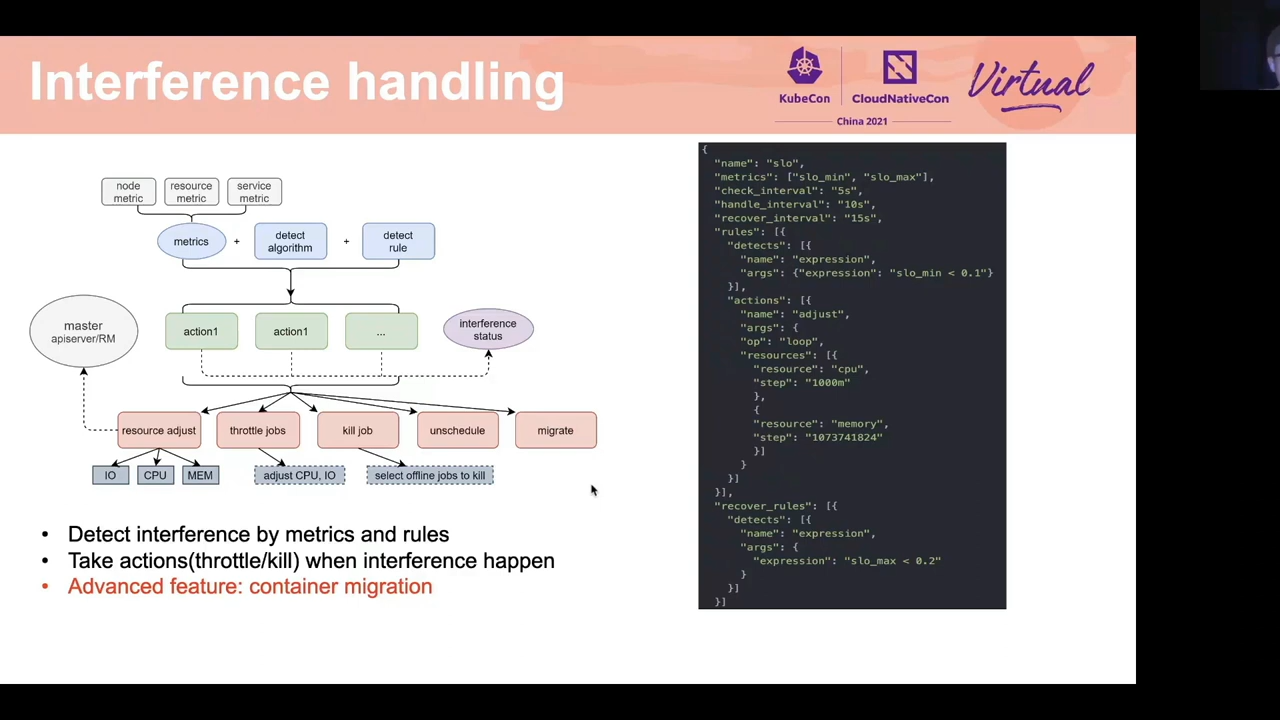 Interference handling
KubeCon
CloudNativeCon
Virtual
China 2021
node
metric
resource
metric
service
metric
metrics
+
detect
algorithm
+
detect
rule
master
apiserver/RM
action1
action1
...
interference
status
resource adjust
throttle jobs
kill job
unschedule
migrate
IO
CPU
MEM
adjust CPU, IO
select offline jobs to kill
• Detect interference by metrics and rules
• Take actions(throttle/kill) when interference happen
• Advanced feature: container migration
{
"name": "slo",
"metrics": ["slo_min", "slo_max"],
"check_interval": "5s",
"handle_interval": "10s",
"recover_interval": "15s",
"rules": [{
"detects": [{
"name": "expression",
"args": {"expression": "slo_min < 0.1"}
}],
"actions": [{
"name": "adjust",
"args": {
"op": "loop",
"resources": [{
"resource": "cpu",
"step": "1000m"
},
{
"resource": "memory",
"step": "1073741824"
}]
}
}]
}],
"recover_rules": [{
"detects": [{
"name": "expression",
"args": {
"expression": "slo_max < 0.2"
}
}]
}]